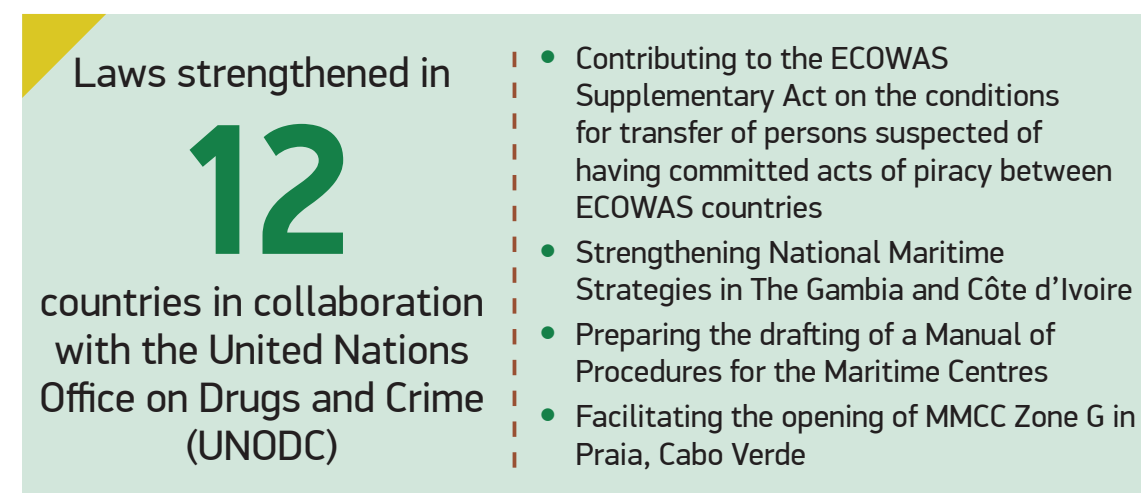 Laws strengthened in
12
countries in collaboration
with the United Nations
Office on Drugs and Crime
(UNODC)
• Contributing to the ECOWAS
Supplementary Act on the conditions
for transfer of persons suspected of
having committed acts of piracy between
ECOWAS countries
• Strengthening National Maritime
Strategies in The Gambia and Côte d’Ivoire
• Preparing the drafting of a Manual of
Procedures for the Maritime Centres
• Facilitating the opening of MMCC Zone G in
Praia, Cabo Verde